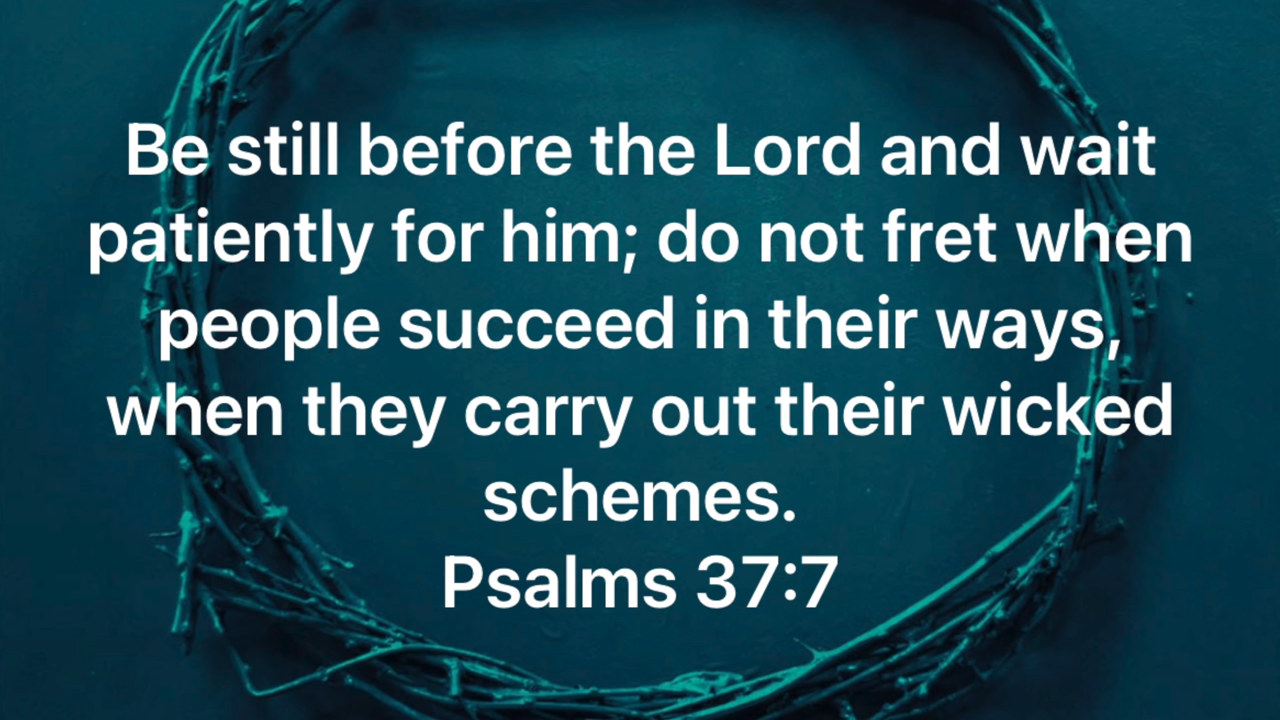 Be still before the Lord and wait
patiently for him; do not fret when
people succeed in their ways,
when they carry out their wicked
schemes.
Psalms 37:7